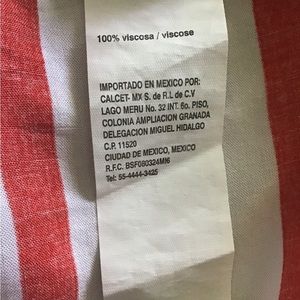 100% viscosa / viscose
IMPORTADO EN MEXICO POR:
CALCET- MX S. de R.L de C.V
LAGO MERU No. 32 INT. 6o. PISO,
COLONIA AMPLIACION GRANADA
DELEGACION MIGUEL HIDALGO
C.P. 11520
CIUDAD DE MEXICO, MEXICO
R.F.C. BSF080324MI6
Tel: 55-4444-3425